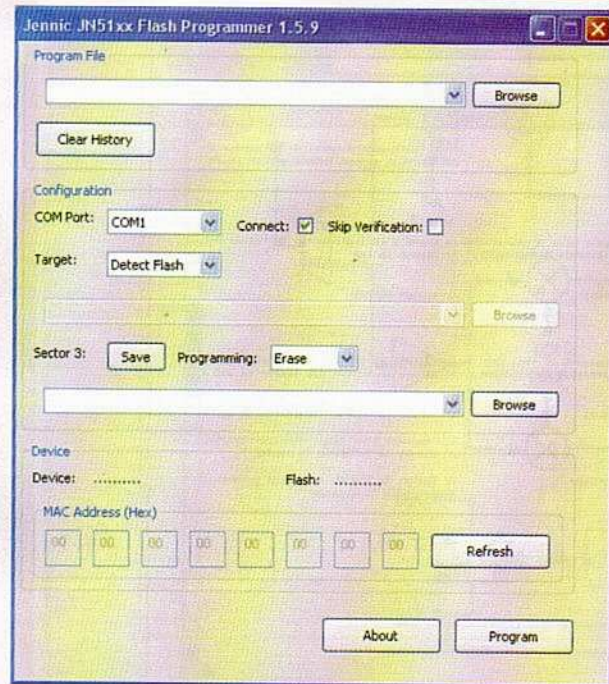 Jennic JN51xx Flash Programmer 1.5.9
Program File
Browse
Clear History
Configuration
COM Port: COM1 Connect: Skip Verification:
Target: Detect Flash
Browse
Sector 3: Save Programming: Erase
Browse
Device
Device: .......... Flash: ..........
MAC Address (Hex)
00 00 00 00 00 00 00 00 Refresh
About Program